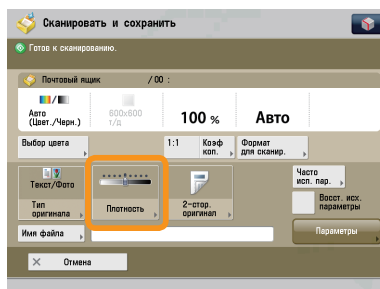 Сканировать и сохранить
Готов к сканированию.
Почтовый ящик / 00 :
Авто
(Цвет./Черн.)
600x600
т/д
100 %
Авто
Выбор цвета
1:1
Коэф
коп.
Формат
для сканир.
Текст/Фото
Тип
оригинала
Плотность
2-стор.
оригинал
Часто
исп. пар.
Восст. исх.
параметры
Имя файла
Параметры
Отмена